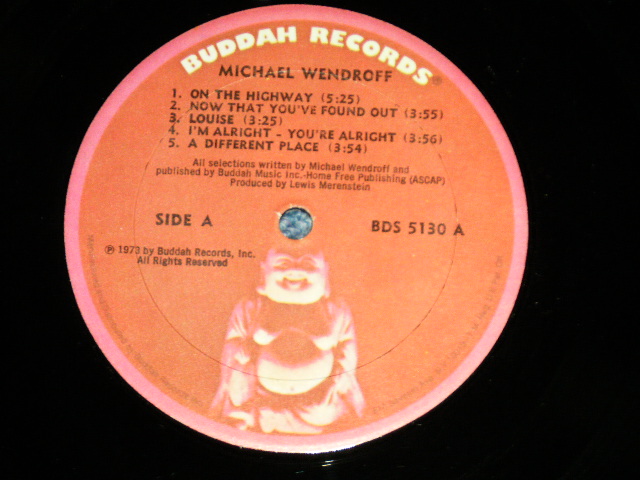 BUDDAH RECORDS®
MICHAEL WENDROFF
1. ON THE HIGHWAY (5:25)
2. NOW THAT YOU'VE FOUND OUT (3:55)
3. LOUISE (3:25)
4. I'M ALRIGHT - YOU'RE ALRIGHT (3:56)
5. A DIFFERENT PLACE (3:54)
All selections written by Michael Wendroff and
published by Buddah Music Inc.-Home Free Publishing (ASCAP)
Produced by Lewis Merenstein
SIDE A
BDS 5130 A
℗ 1973 by Buddah Records, Inc.
All Rights Reserved